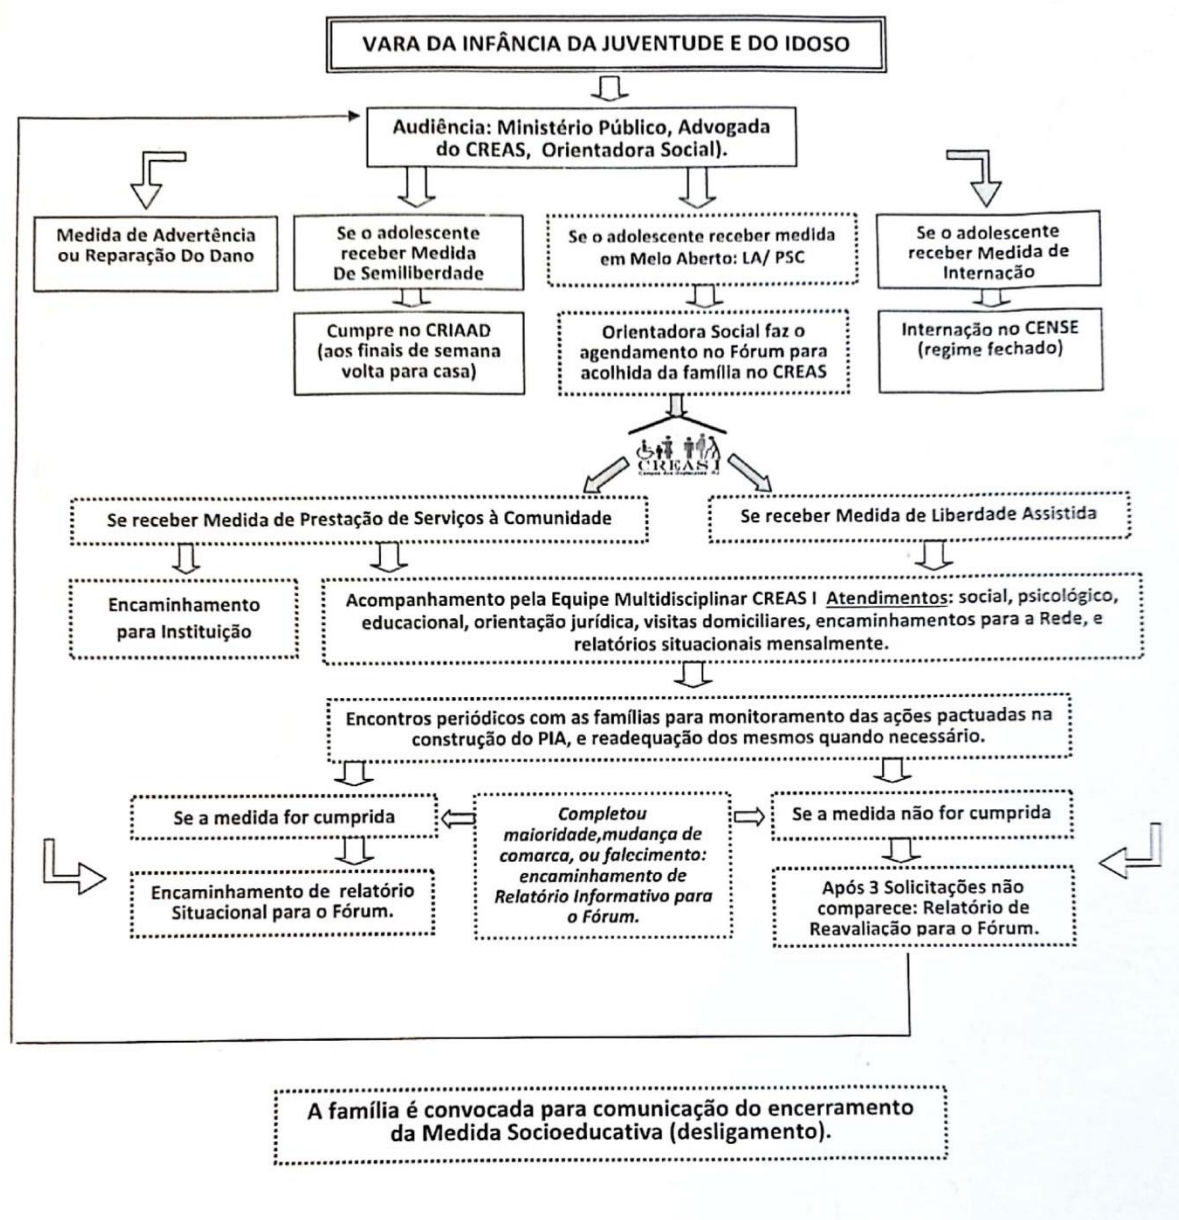 VARA DA INFÂNCIA DA JUVENTUDE E DO IDOSO
Audiência: Ministério Público, Advogada
do CREAS, Orientadora Social).
Medida de Advertência
ou Reparação Do Dano
Se o adolescente
receber Medida
De Semiliberdade
Se o adolescente receber medida
em Meio Aberto: LA/ PSC
Se o adolescente
receber Medida de
Internação
Cumpre no CRIAAD
(aos finais de semana
volta para casa)
Orientadora Social faz o
agendamento no Fórum para
acolhida da família no CREAS
Internação no CENSE
(regime fechado)
CREAS I
Se receber Medida de Prestação de Serviços à Comunidade
Se receber Medida de Liberdade Assistida
Encaminhamento
para Instituição
Acompanhamento pela Equipe Multidisciplinar CREAS I Atendimentos: social, psicológico,
educacional, orientação jurídica, visitas domiciliares, encaminhamentos para a Rede, e
relatórios situacionais mensalmente.
Encontros periódicos com as famílias para monitoramento das ações pactuadas na
construção do PIA, e readequação dos mesmos quando necessário.
Se a medida for cumprida
Completou
maioridade,mudança de
comarca, ou falecimento:
encaminhamento de
Relatório Informativo para
o Fórum.
Se a medida não for cumprida
Encaminhamento de relatório
Situacional para o Fórum.
Após 3 Solicitações não
comparece: Relatório de
Reavaliação para o Fórum.
A família é convocada para comunicação do encerramento
da Medida Socioeducativa (desligamento).